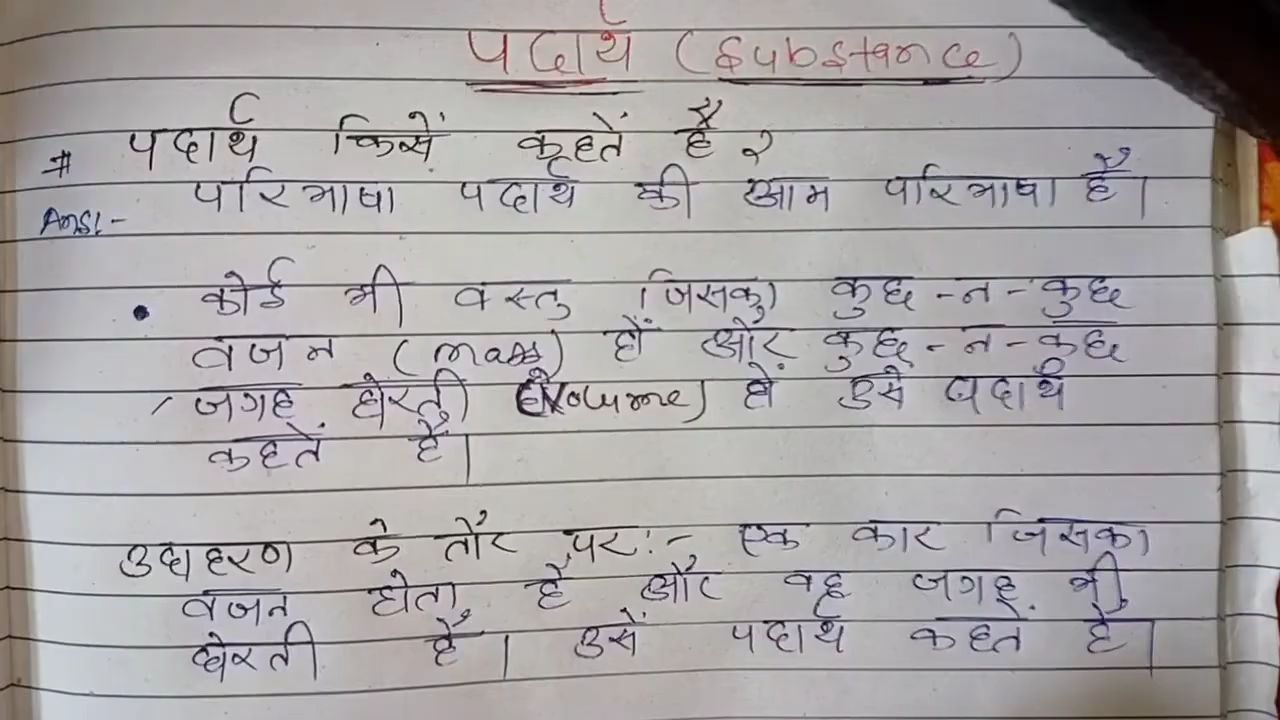 पदार्थ (Substance)
# पदार्थ किसें कहतें हैं ?
Ans:- परिभाषा पदार्थ की आम परिभाषा है।
• कोई भी वस्तु जिसका कुछ-न-कुछ
वजन (mass) हों और कुछ-न-कुछ
जगह घेरती (Volume) हो उसे पदार्थ
कहतें है।
उदाहरण के तौर पर:- एक कार जिसका
वजन होता है और वह जगह भी
घेरती है। उसें पदार्थ कहते है।